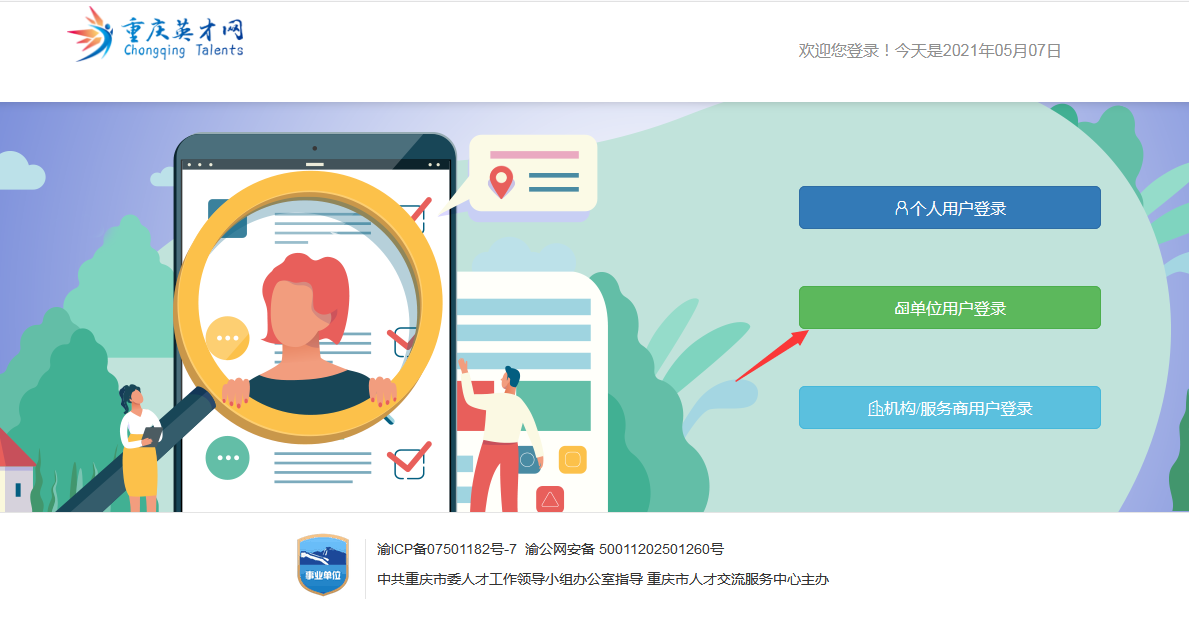 重庆英才网
Chongqing Talents
欢迎您登录！今天是2021年05月07日
个人用户登录
单位用户登录
机构/服务商用户登录
事业单位
渝ICP备07501182号-7 渝公网安备 50011202501260号
中共重庆市委人才工作领导小组办公室指导 重庆市人才交流服务中心主办